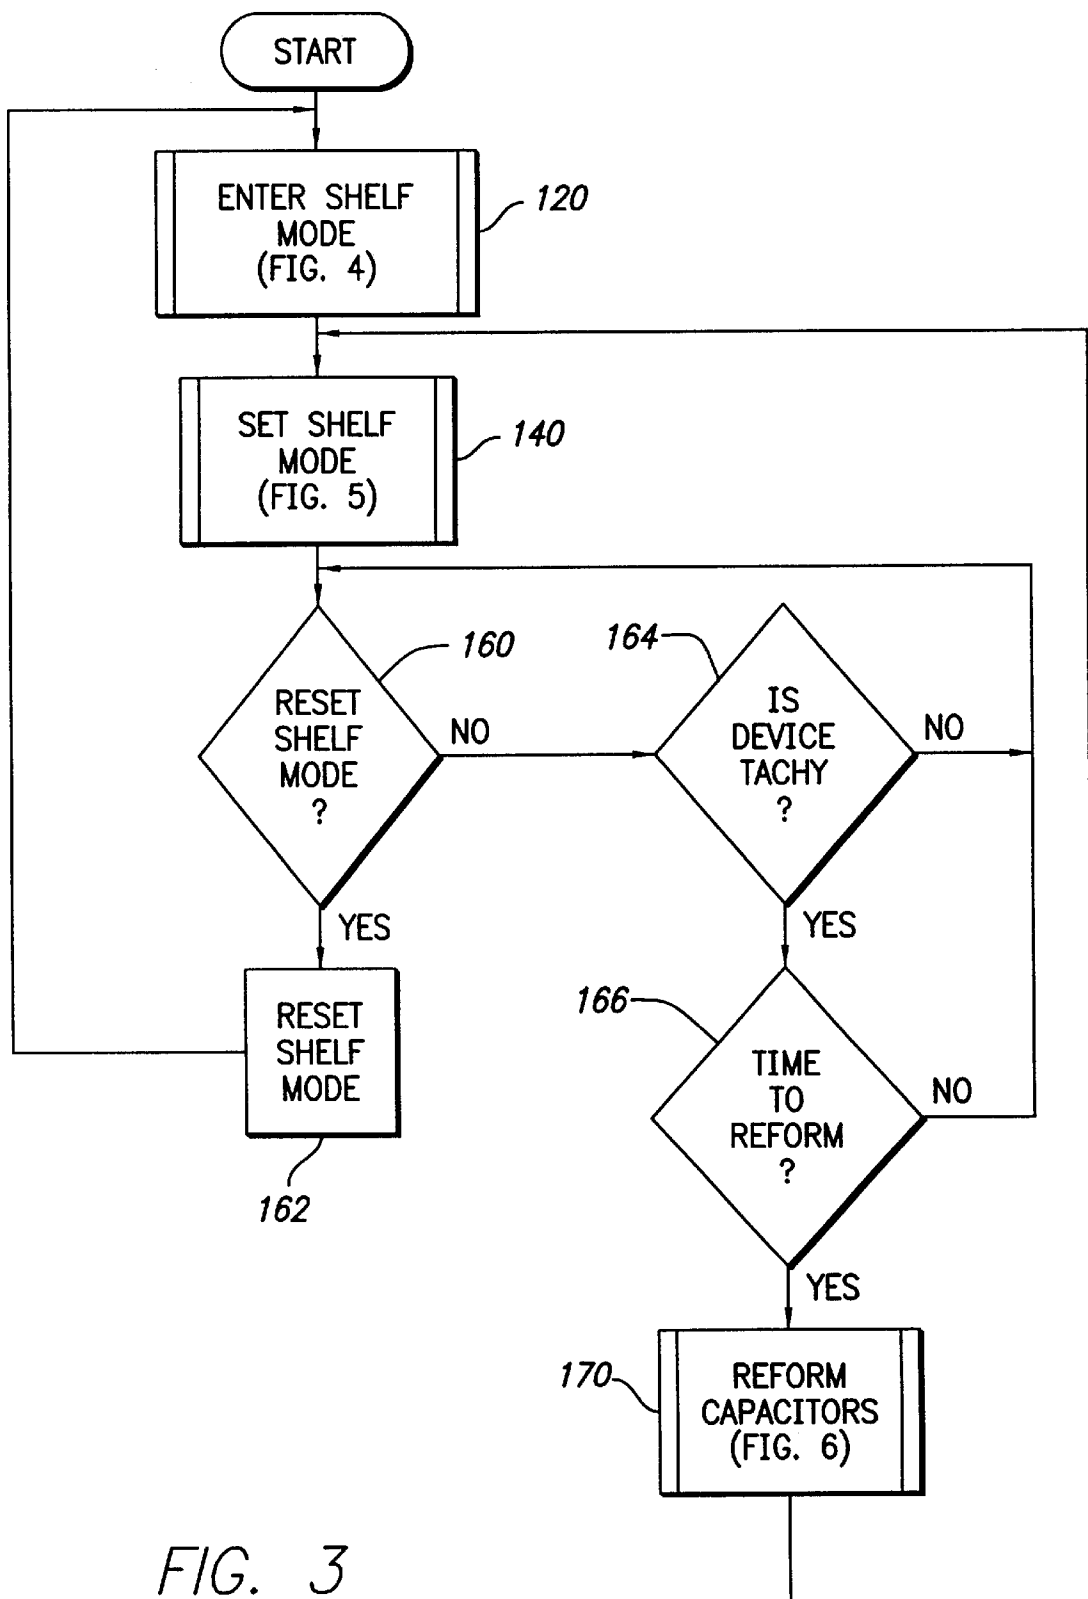 START
ENTER SHELF
MODE
(FIG. 4)
120
SET SHELF
MODE
(FIG. 5)
140
RESET
SHELF
MODE
?
160
NO
YES
164
IS
DEVICE
TACHY
?
NO
YES
RESET
SHELF
MODE
162
166
TIME
TO
REFORM
?
NO
YES
170
REFORM
CAPACITORS
(FIG. 6)
FIG. 3